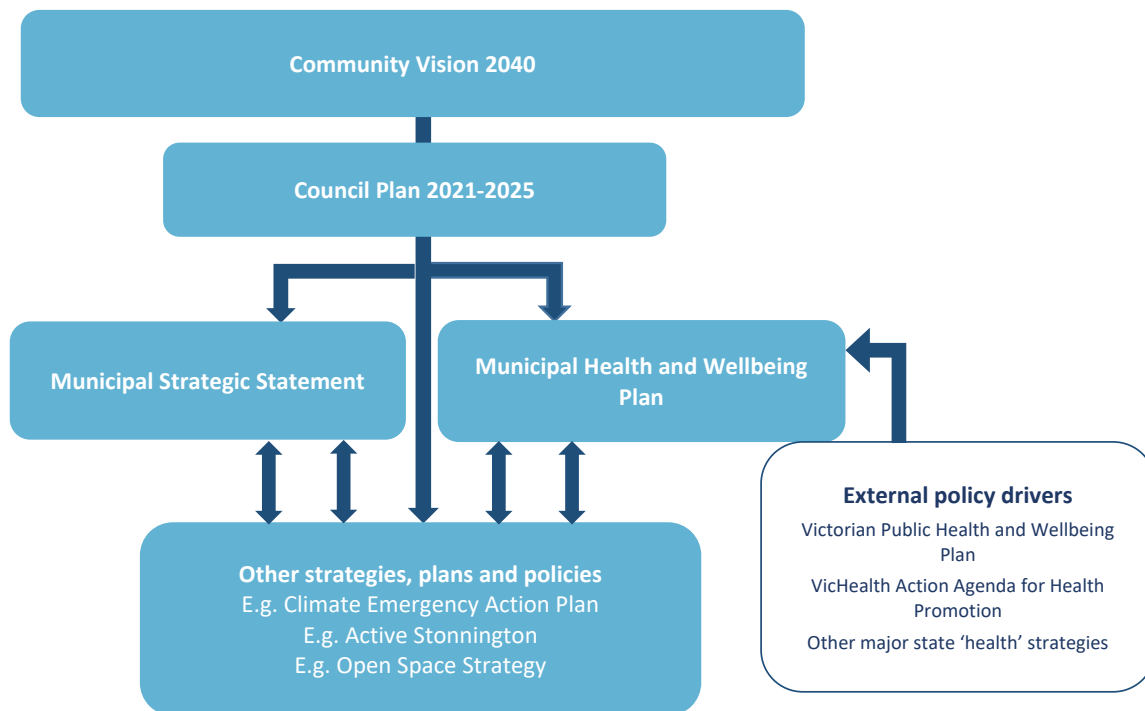 Community Vision 2040
Council Plan 2021-2025
Municipal Strategic Statement
Municipal Health and Wellbeing
Plan
External policy drivers
Victorian Public Health and Wellbeing
Plan
VicHealth Action Agenda for Health
Promotion
Other major state ‘health’ strategies
Other strategies, plans and policies
E.g. Climate Emergency Action Plan
E.g. Active Stonnington
E.g. Open Space Strategy